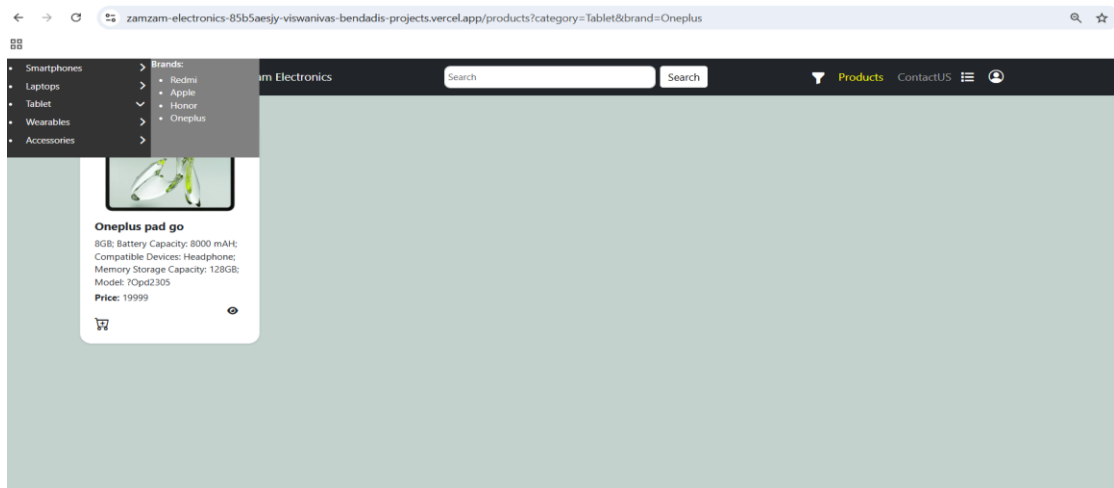 zamzam-electronics-85b5aesjy-viswanivas-bendadis-projects.vercel.app/products?category=Tablet&brand=Oneplus
Smartphones
Laptops
Tablet
Wearables
Accessories
Brands:
Redmi
Apple
Honor
Oneplus
am Electronics
Search
Search
Products
ContactUS
Oneplus pad go
8GB; Battery Capacity: 8000 mAH;
Compatible Devices: Headphone;
Memory Storage Capacity: 128GB;
Model: ?Opd2305
Price: 19999